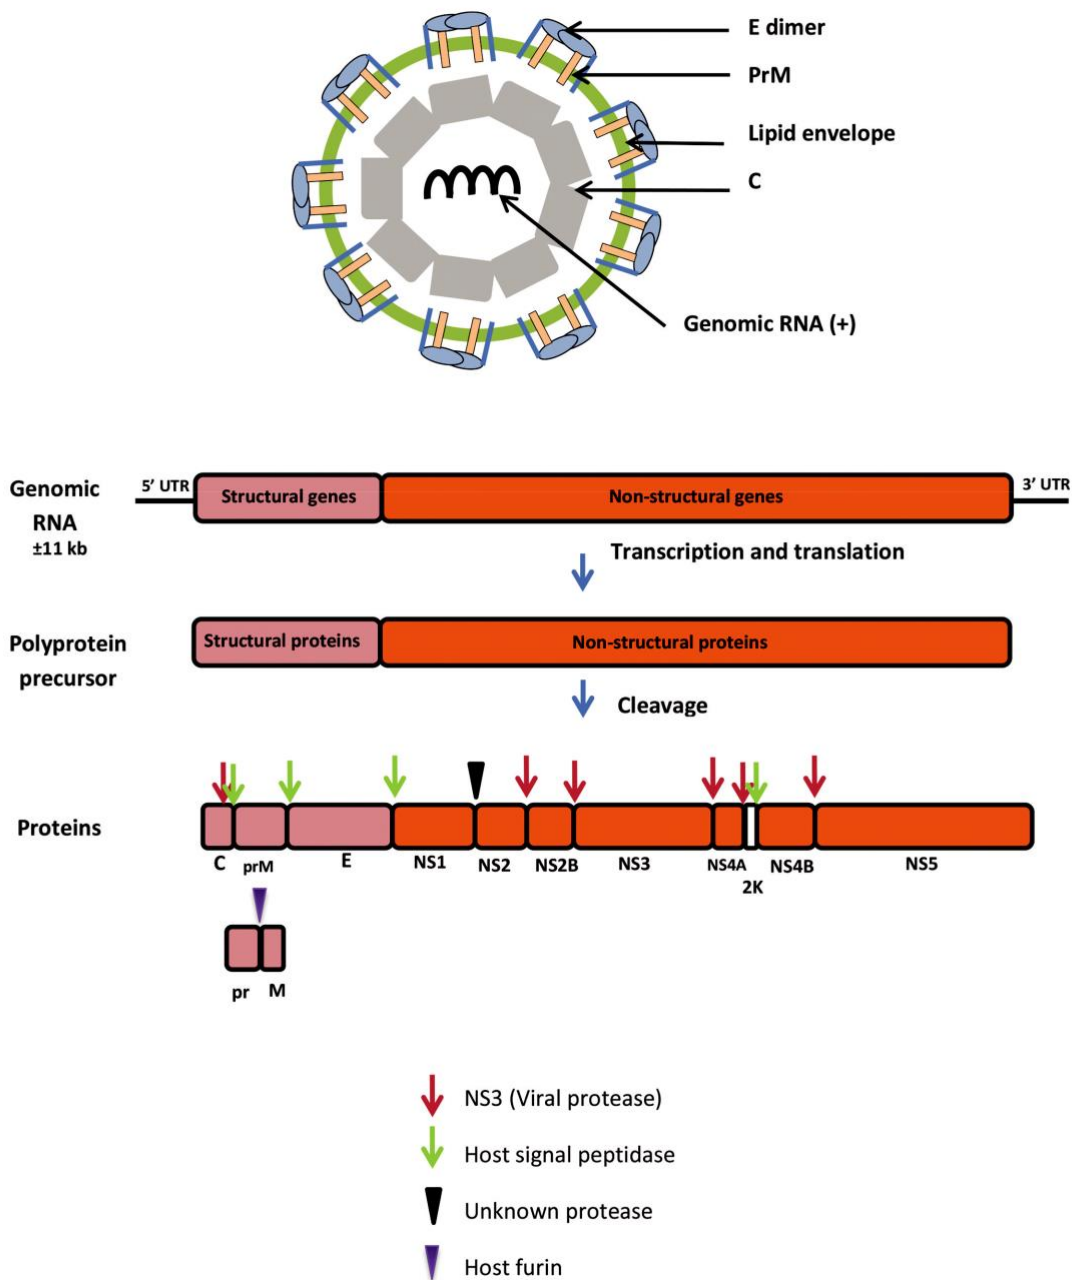 E dimer
PrM
Lipid envelope
C
Genomic RNA (+)
Genomic
RNA
±11 kb
5’ UTR
Structural genes
Non-structural genes
3’ UTR
Transcription and translation
Polyprotein
precursor
Structural proteins
Non-structural proteins
Cleavage
Proteins
C
prM
E
NS1
NS2
NS2B
NS3
NS4A
2K
NS4B
NS5
pr
M
NS3 (Viral protease)
Host signal peptidase
Unknown protease
Host furin